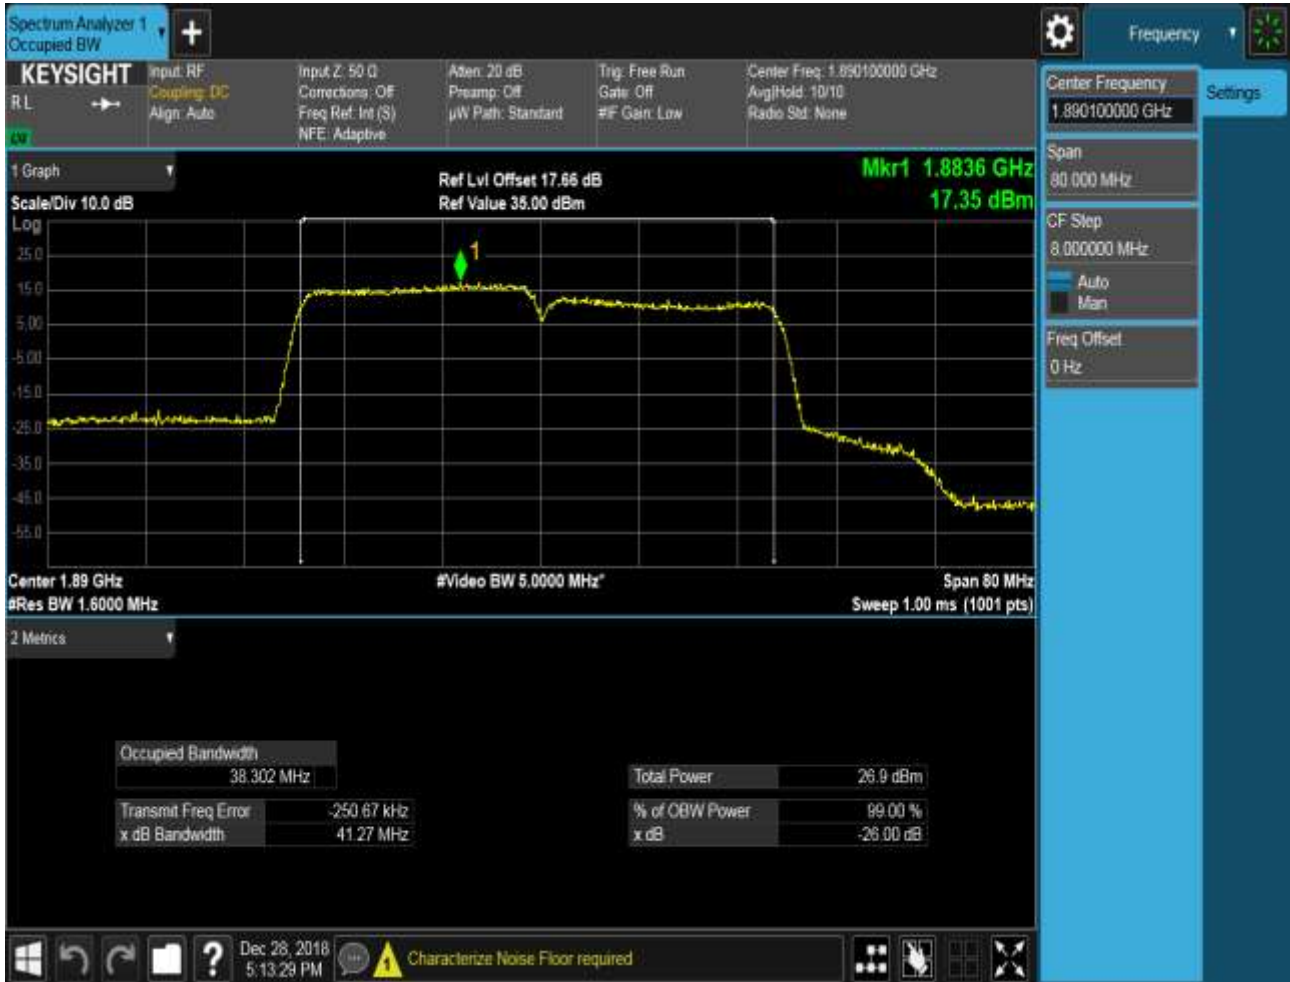 Spectrum Analyzer 1
Occupied BW
Frequency
KEYSIGHT
R L
Input: RF
Coupling: DC
Align: Auto
Input Z: 50 Ω
Corrections: Off
Freq Ref: Int (S)
NFE: Adaptive
Atten: 20 dB
Preamp: Off
µW Path: Standard
Trig: Free Run
Gate: Off
#IF Gain: Low
Center Freq: 1.890100000 GHz
Avg|Hold: 10/10
Radio Std: None
Center Frequency
1.890100000 GHz
Settings
Span
80.000 MHz
CF Step
8.000000 MHz
Auto
Man
Freq Offset
0 Hz
1 Graph
Scale/Div 10.0 dB
Log
Ref Lvl Offset 17.66 dB
Ref Value 35.00 dBm
Mkr1 1.8836 GHz
17.35 dBm
1
25.0
15.0
5.00
-5.00
-15.0
-25.0
-35.0
-45.0
-55.0
Center 1.89 GHz
#Video BW 5.0000 MHz*
Span 80 MHz
#Res BW 1.6000 MHz
Sweep 1.00 ms (1001 pts)
2 Metrics
Occupied Bandwidth
38.302 MHz
Total Power 26.9 dBm
Transmit Freq Error -250.67 kHz
% of OBW Power 99.00 %
x dB Bandwidth 41.27 MHz
x dB -26.00 dB
?
Dec 28, 2018
5:13:29 PM
Characterize Noise Floor required